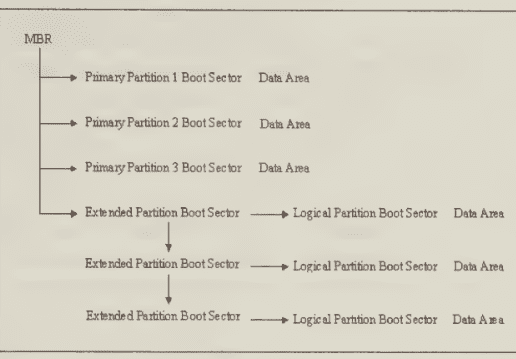 MBR
Primary Partition 1 Boot Sector Data Area
Primary Partition 2 Boot Sector Data Area
Primary Partition 3 Boot Sector Data Area
Extended Partition Boot Sector Logical Partition Boot Sector Data Area
Extended Partition Boot Sector Logical Partition Boot Sector Data Area
Extended Partition Boot Sector Logical Partition Boot Sector Data Area